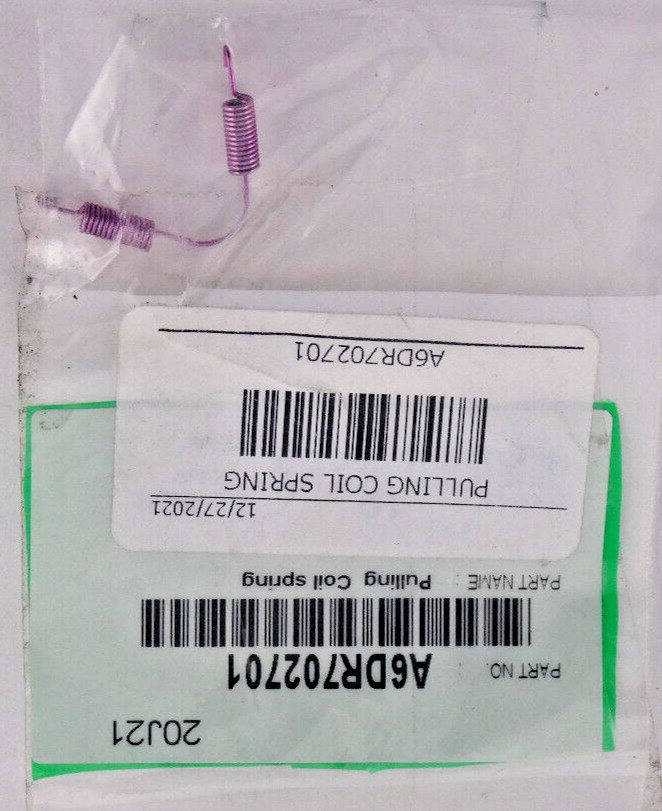 20J21
PART NO. : A6DR702701
PART NAME : Pulling Coil spring
12/27/2021
PULLING COIL SPRING
A6DR702701